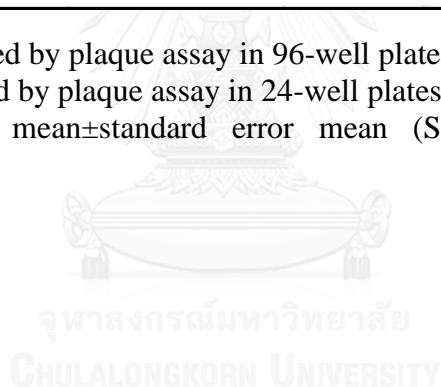 ed by plaque assay in 96-well plate
d by plaque assay in 24-well plates
mean±standard error mean (S
จุฬาลงกรณ์มหาวิทยาลัย
CHULALONGKORN UNIVERSITY